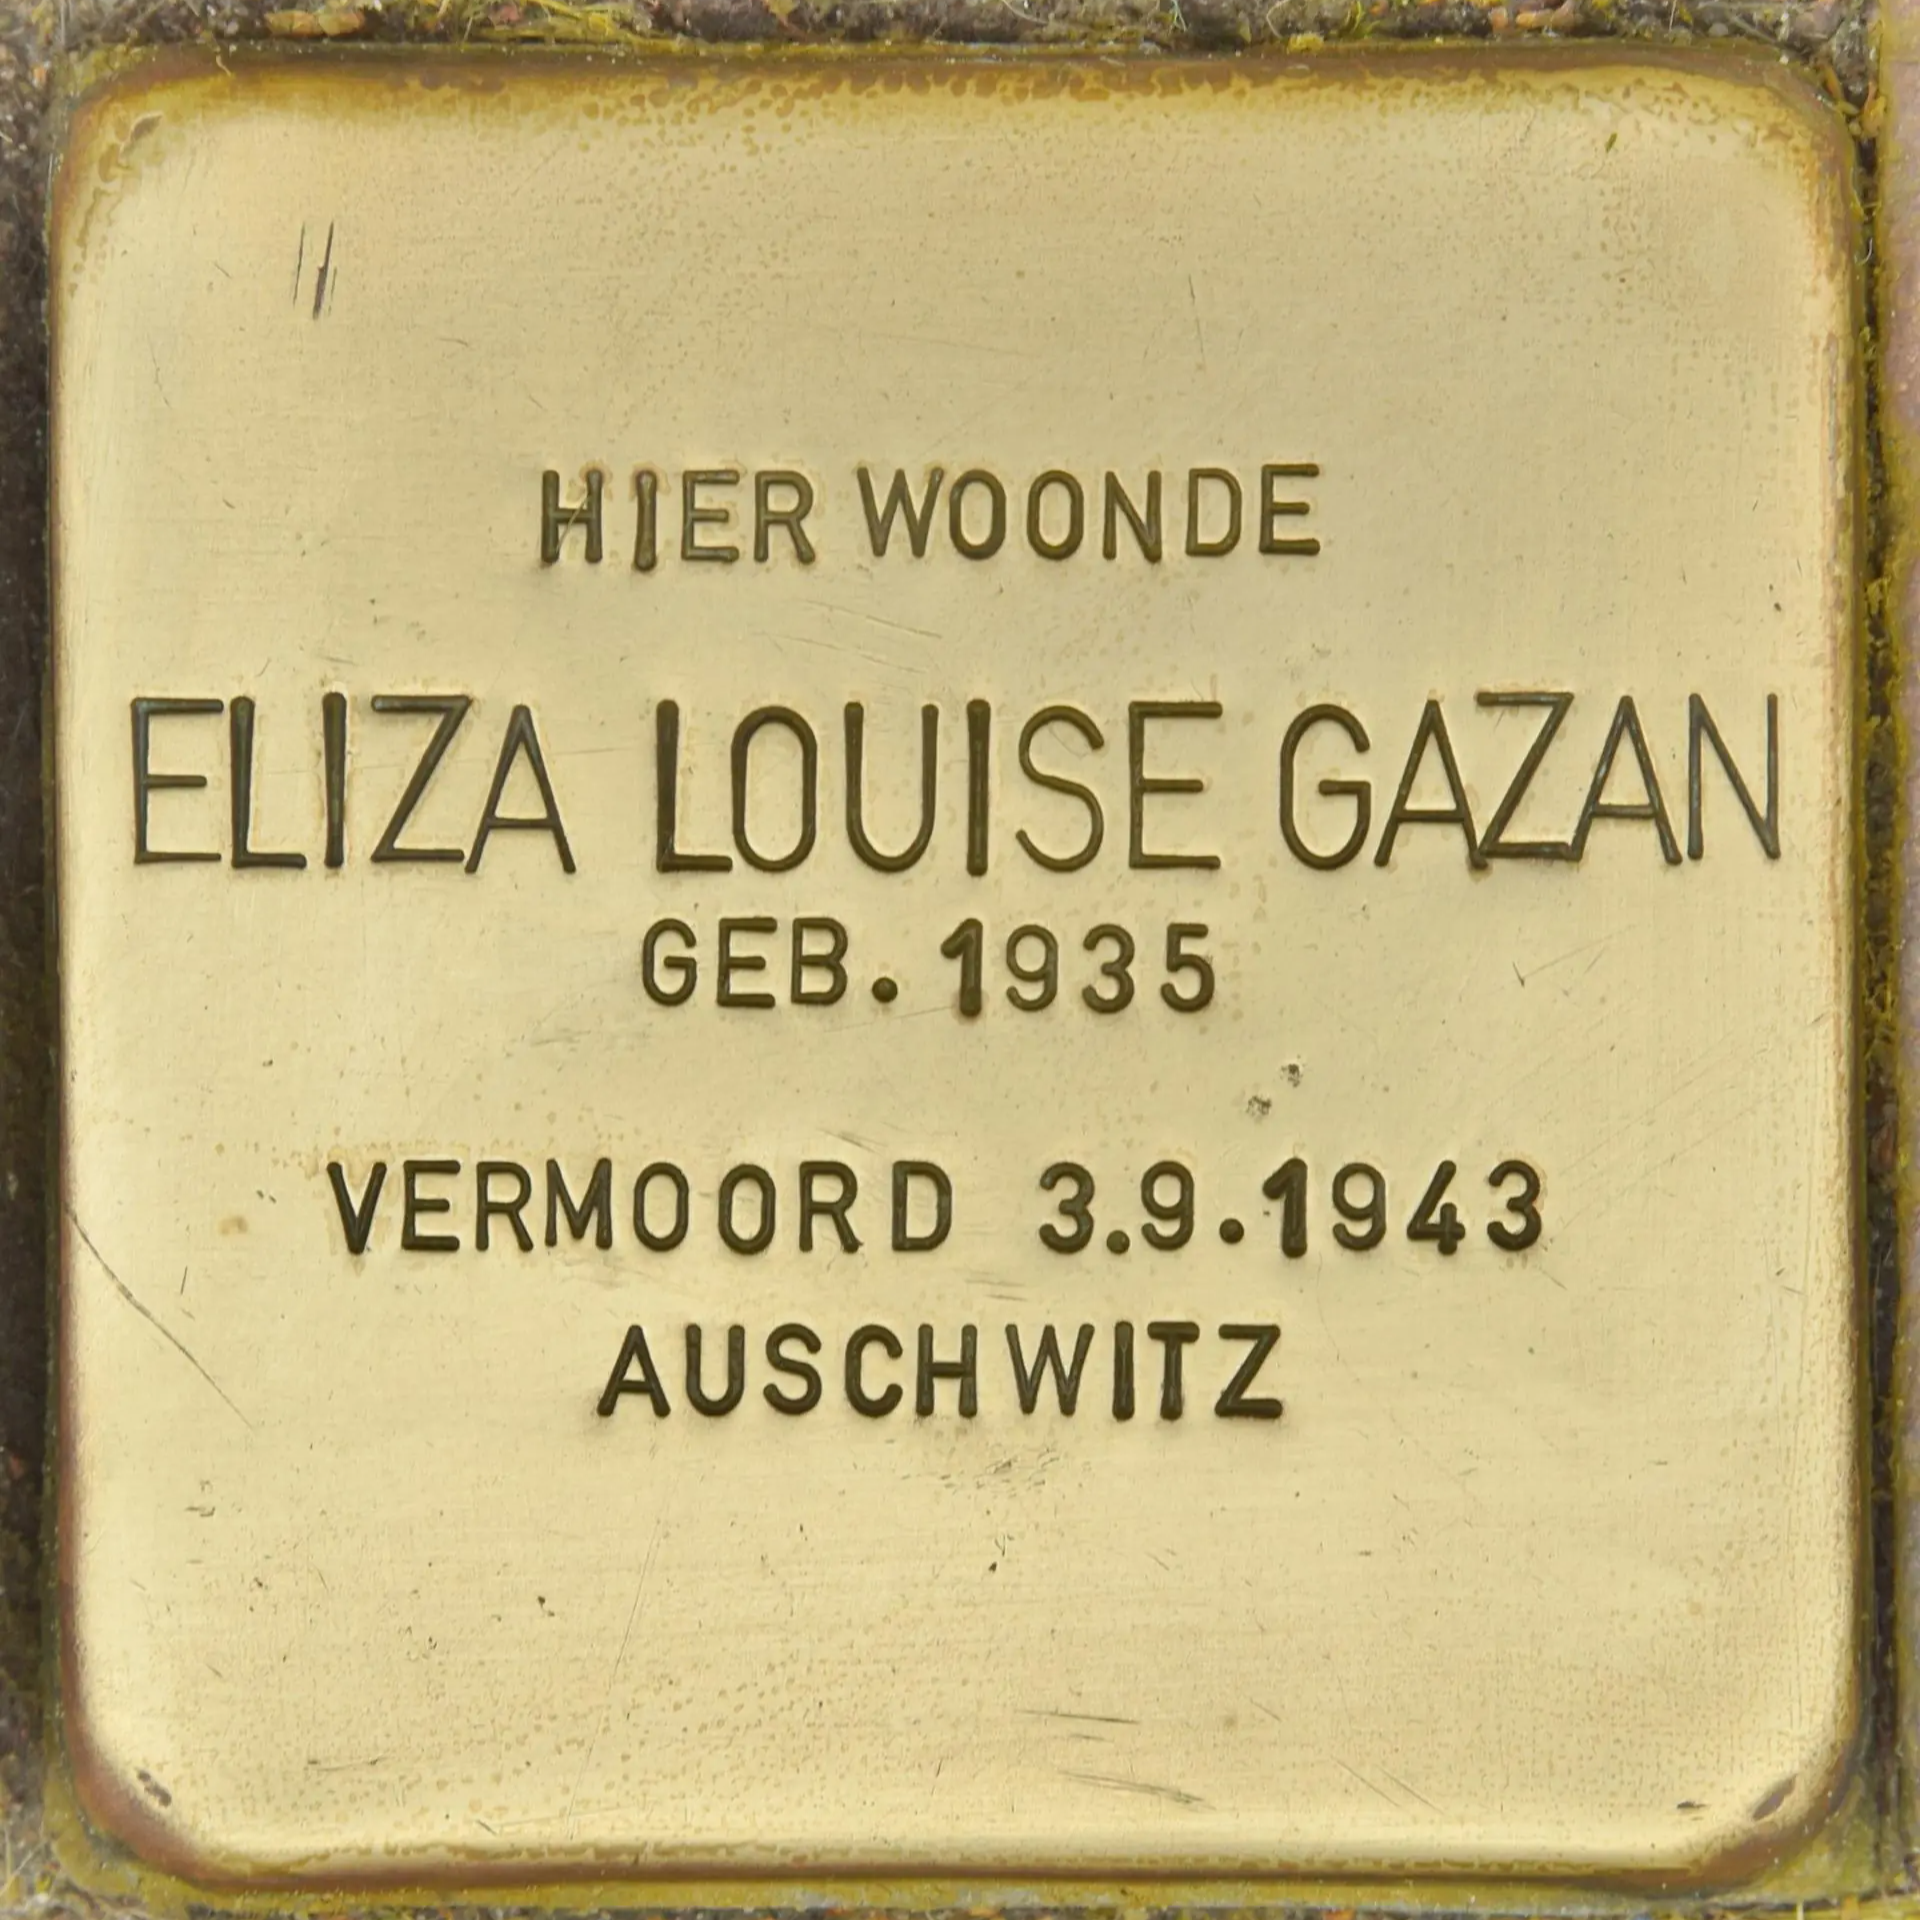 HIER WOONDE
ELIZA LOUISE GAZAN
GEB. 1935
VERMOORD 3.9.1943
AUSCHWITZ